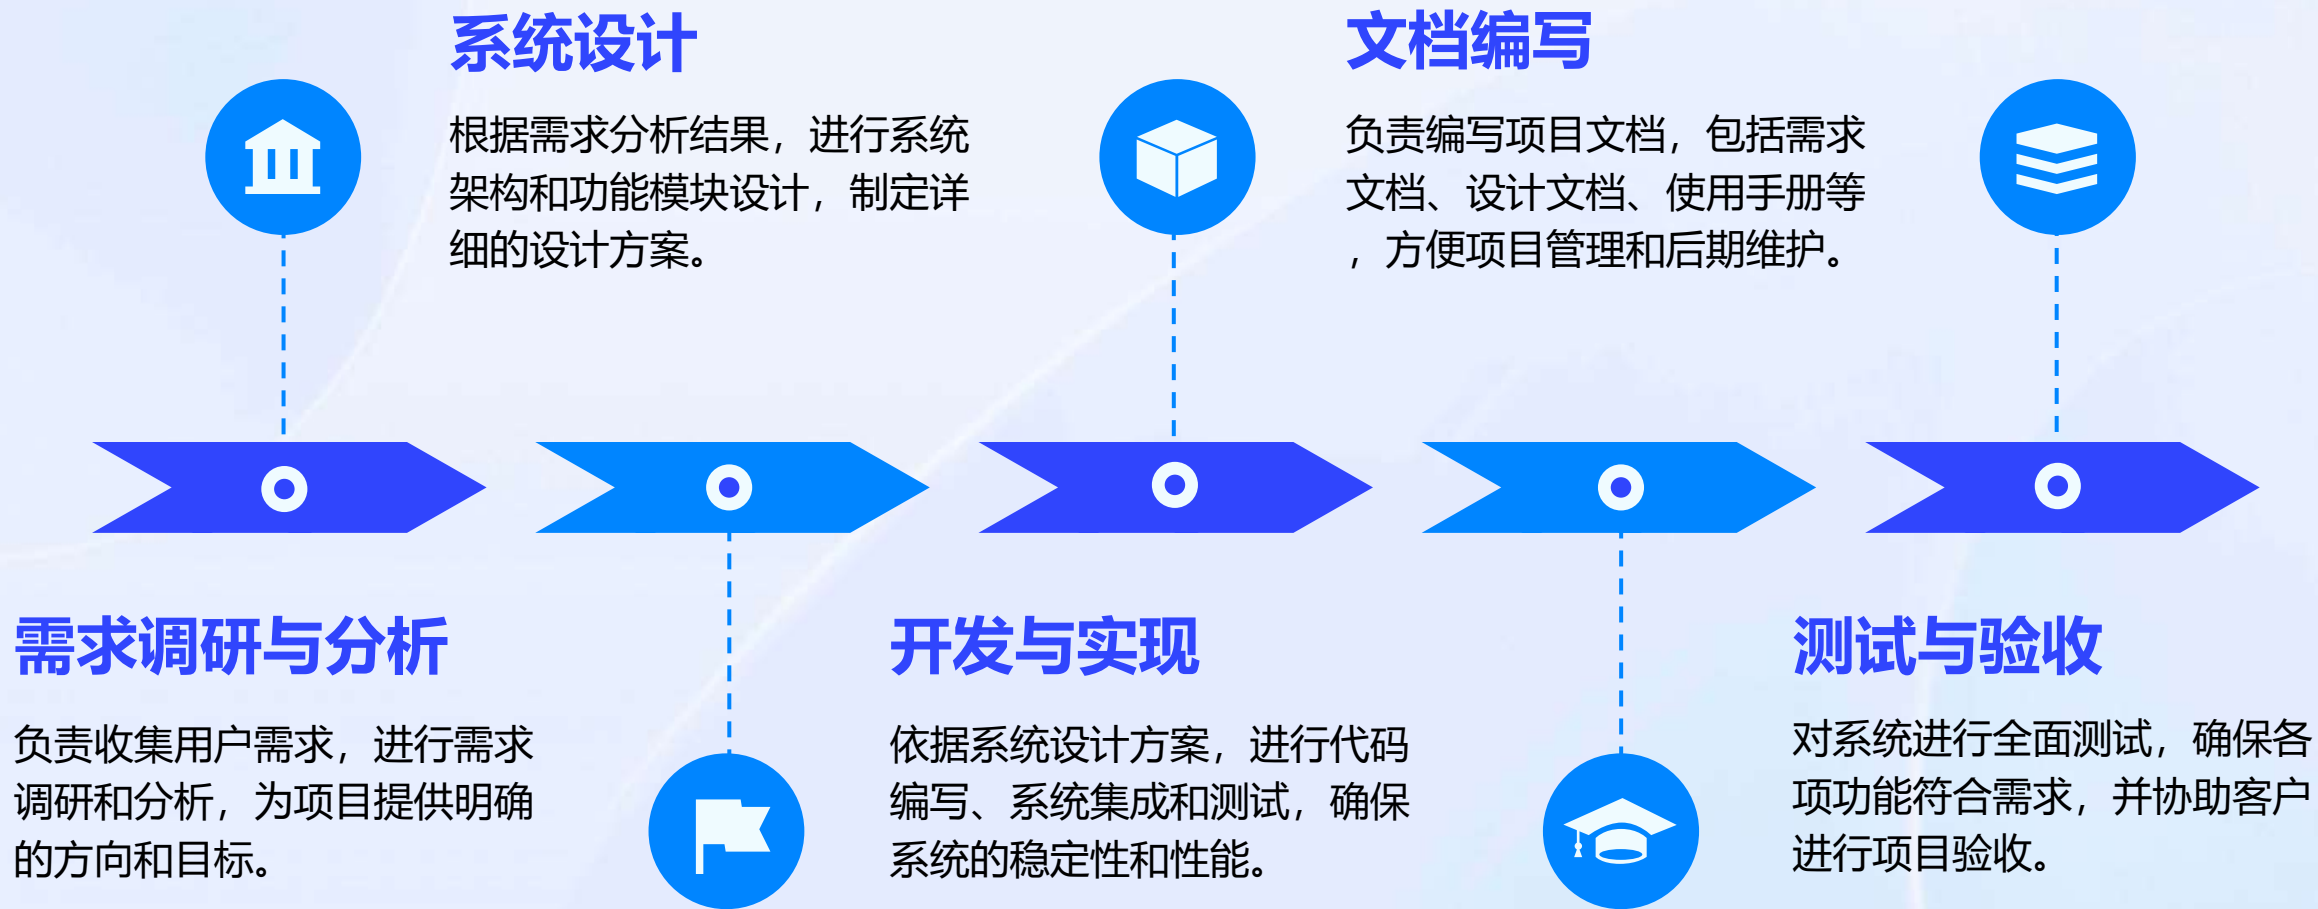 系统设计
根据需求分析结果，进行系统
架构和功能模块设计，制定详
细的设计方案。
文档编写
负责编写项目文档，包括需求
文档、设计文档、使用手册等
，方便项目管理和后期维护。
需求调研与分析
负责收集用户需求，进行需求
调研和分析，为项目提供明确
的方向和目标。
开发与实现
依据系统设计方案，进行代码
编写、系统集成和测试，确保
系统的稳定性和性能。
测试与验收
对系统进行全面测试，确保各
项功能符合需求，并协助客户
进行项目验收。